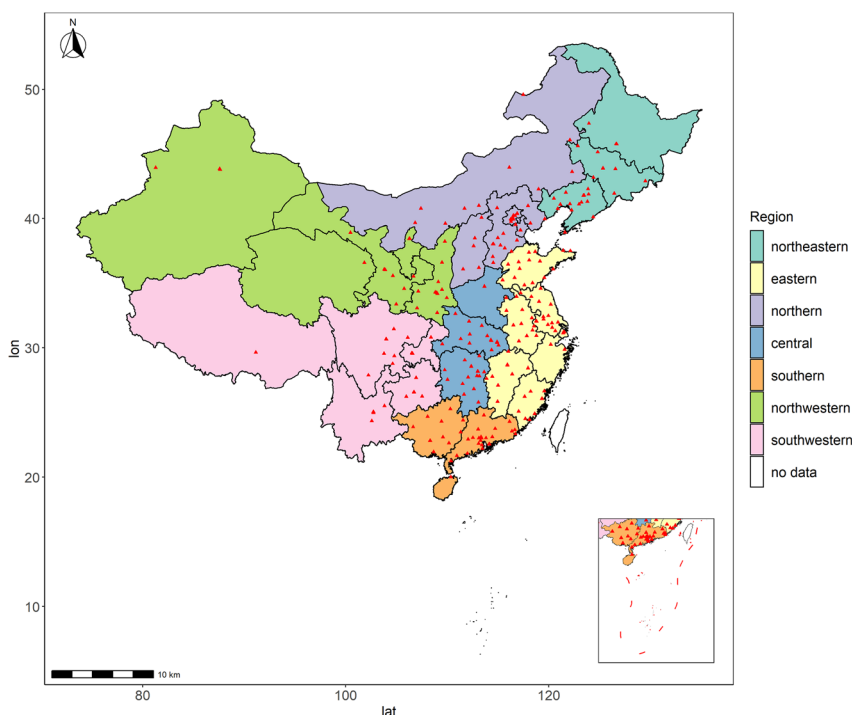 N
50
40
30
20
10
lon
10 km
80
100
120
lat
Region
northeastern
eastern
northern
central
southern
northwestern
southwestern
no data